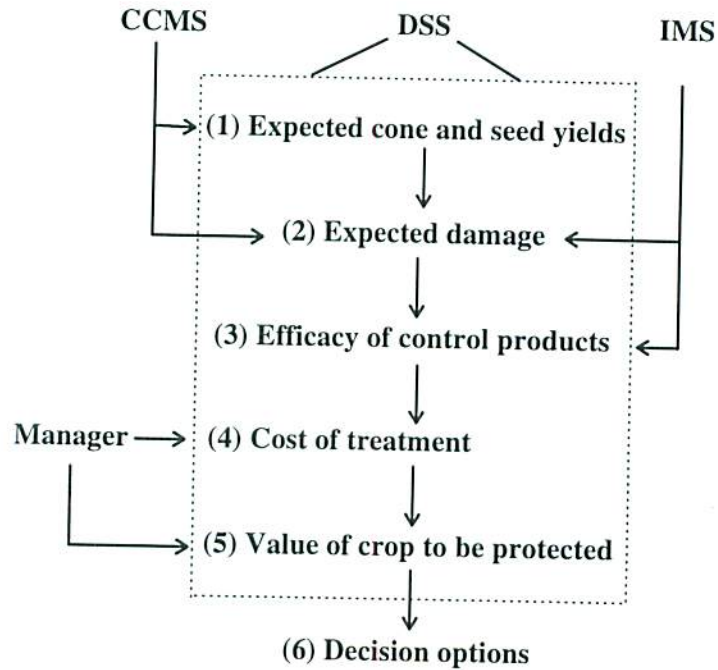 CCMS
DSS
IMS
(1) Expected cone and seed yields
(2) Expected damage
(3) Efficacy of control products
Manager
(4) Cost of treatment
(5) Value of crop to be protected
(6) Decision options